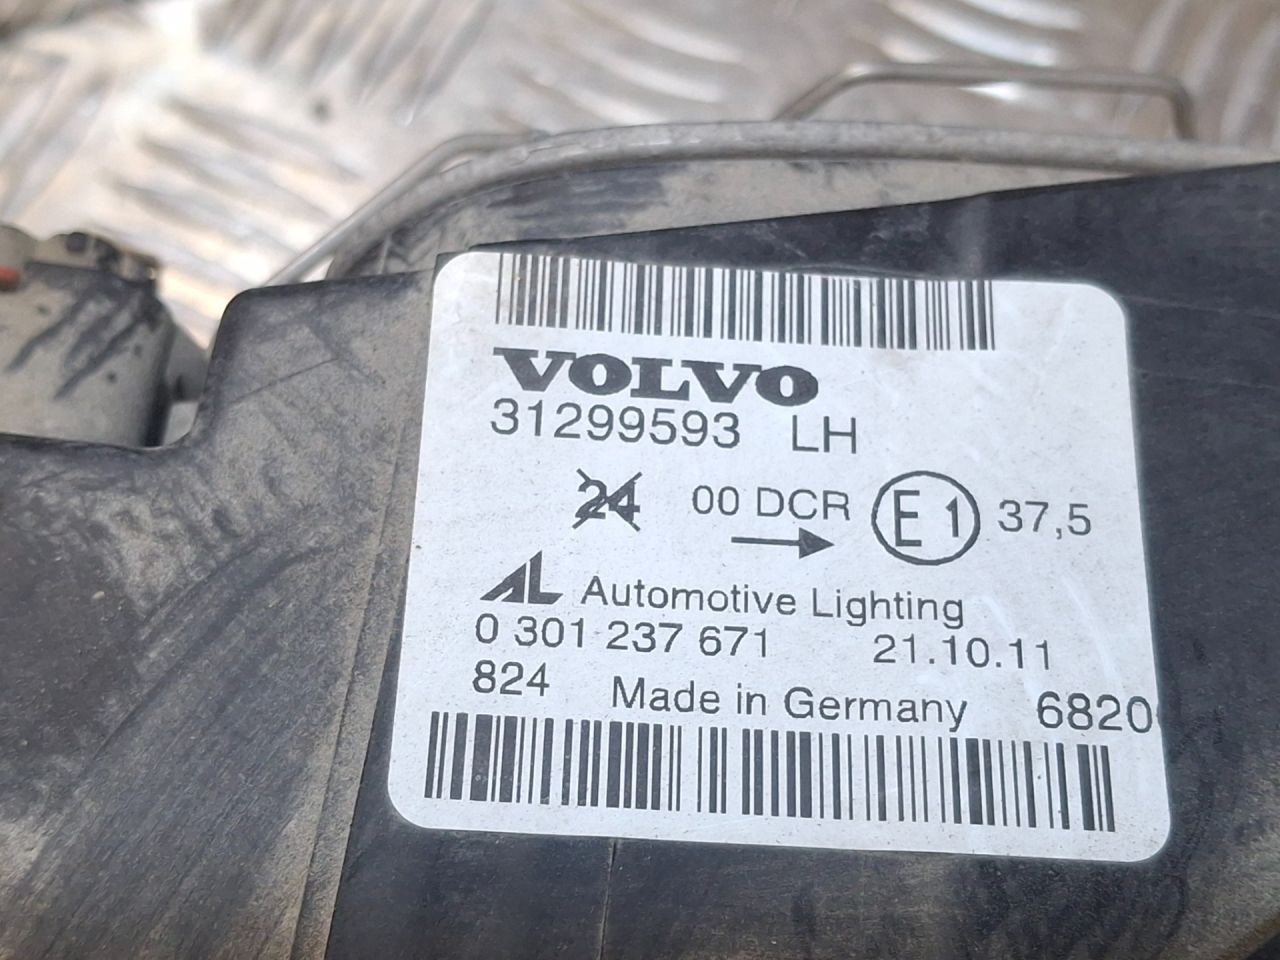 VOLVO
31299593 LH
24 00 DCR E1 37,5
AL Automotive Lighting
0 301 237 671 21.10.11
824 Made in Germany 6820